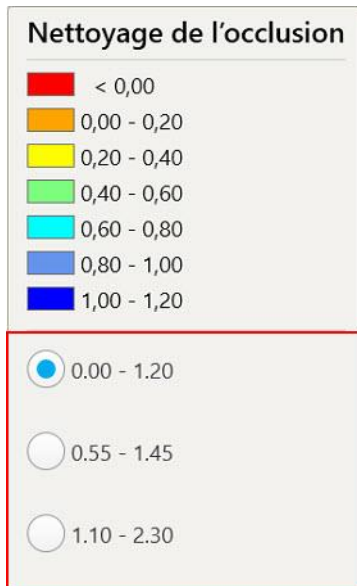 Nettoyage de l’occlusion
< 0,00
0,00 - 0,20
0,20 - 0,40
0,40 - 0,60
0,60 - 0,80
0,80 - 1,00
1,00 - 1,20
0.00 - 1.20
0.55 - 1.45
1.10 - 2.30